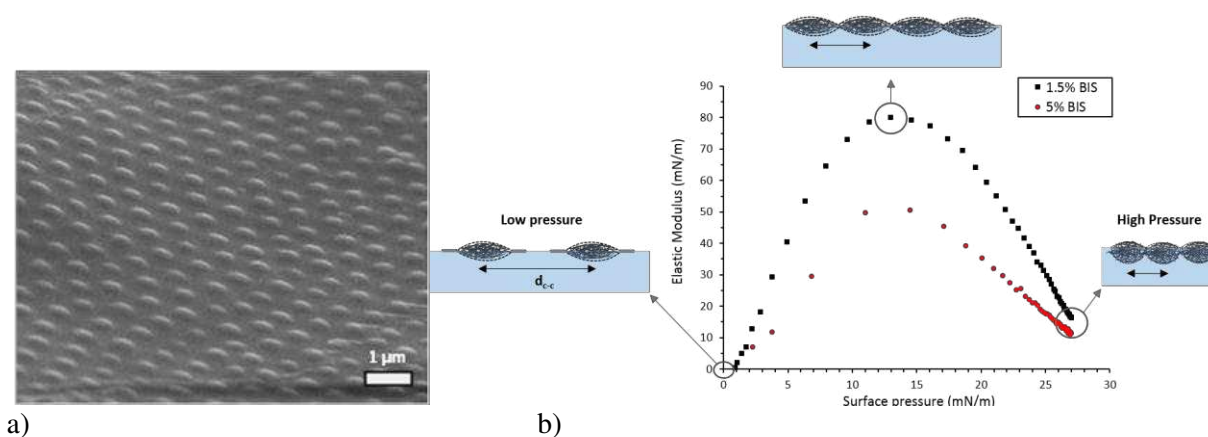 1 µm
a)
Low pressure
d_c-c
1.5% BIS
5% BIS
90
80
70
60
50
40
30
20
10
0
Elastic Modulus (mN/m)
0 5 10 15 20 25 30
Surface pressure (mN/m)
High Pressure
b)